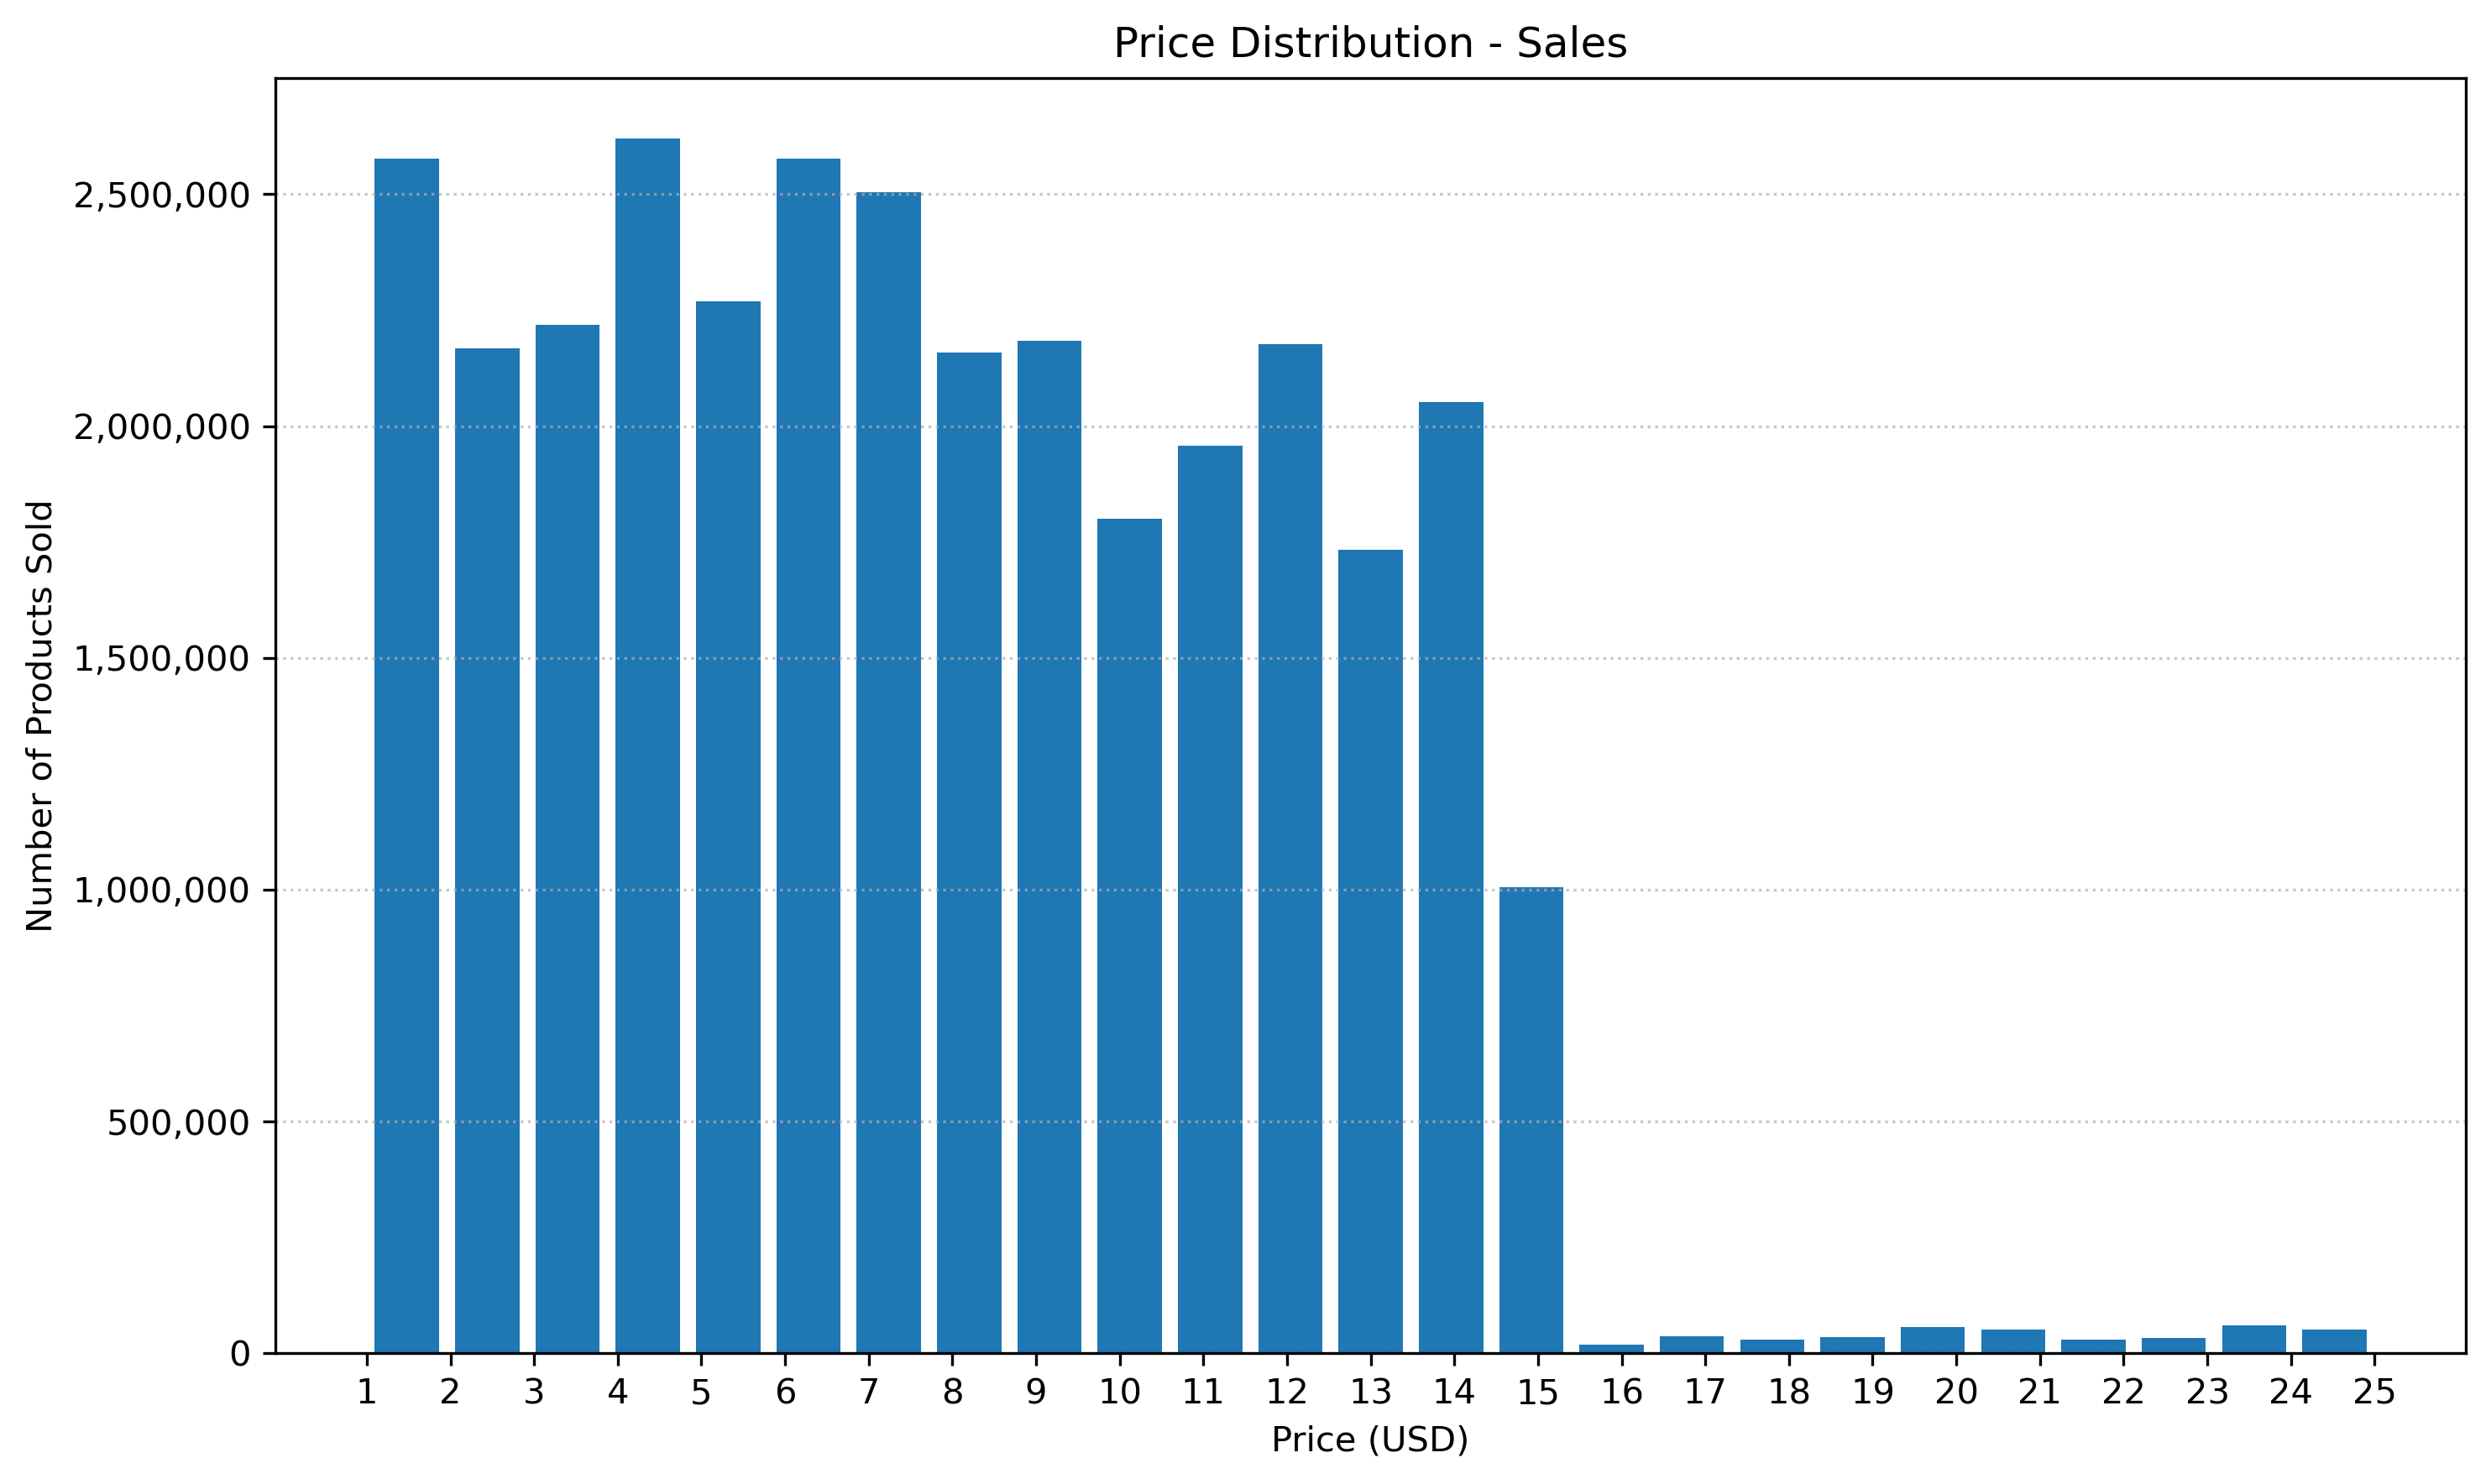 Price Distribution - Sales
Number of Products Sold
2,500,000
2,000,000
1,500,000
1,000,000
500,000
0
1 2 3 4 5 6 7 8 9 10 11 12 13 14 15 16 17 18 19 20 21 22 23 24 25
Price (USD)